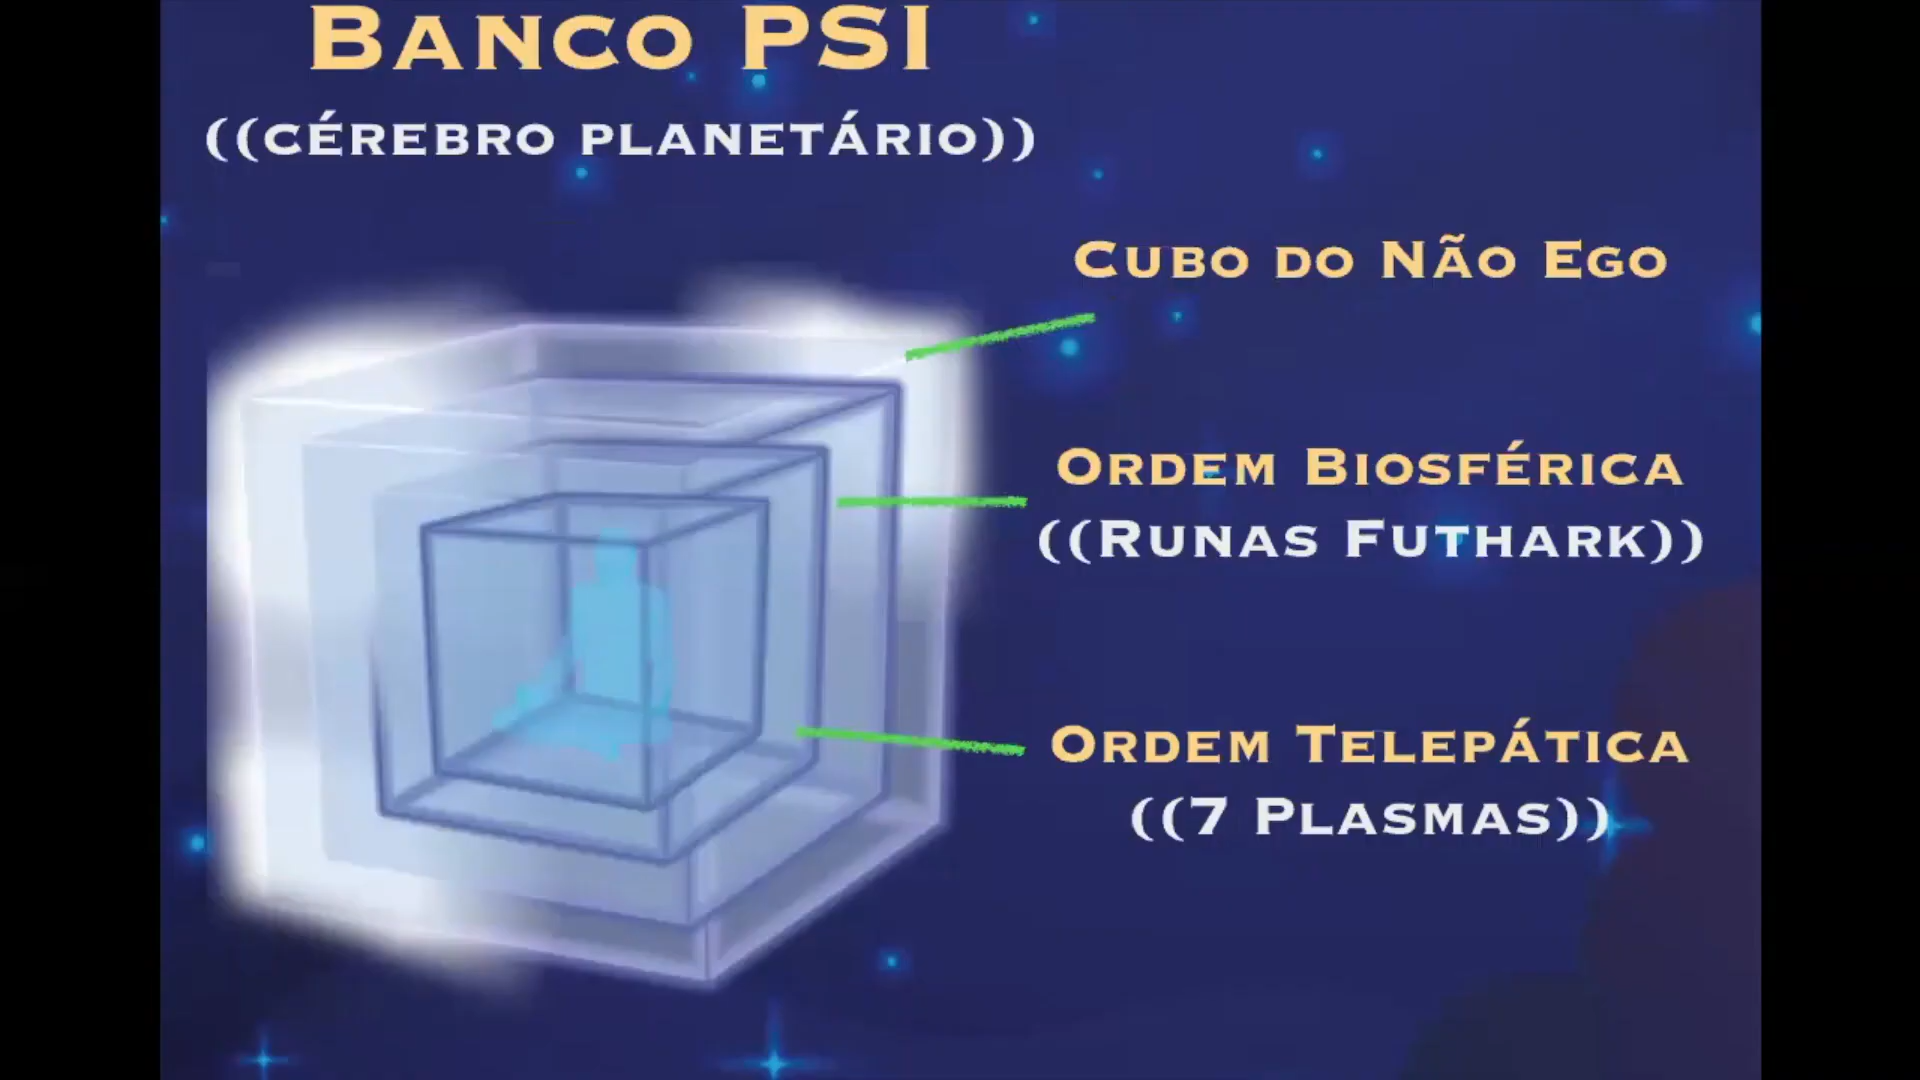 BANCO PSI
((CÉREBRO PLANETÁRIO))
CUBO DO NÃO EGO
ORDEM BIOSFÉRICA
((RUNAS FUTHARK))
ORDEM TELEPÁTICA
((7 PLASMAS))